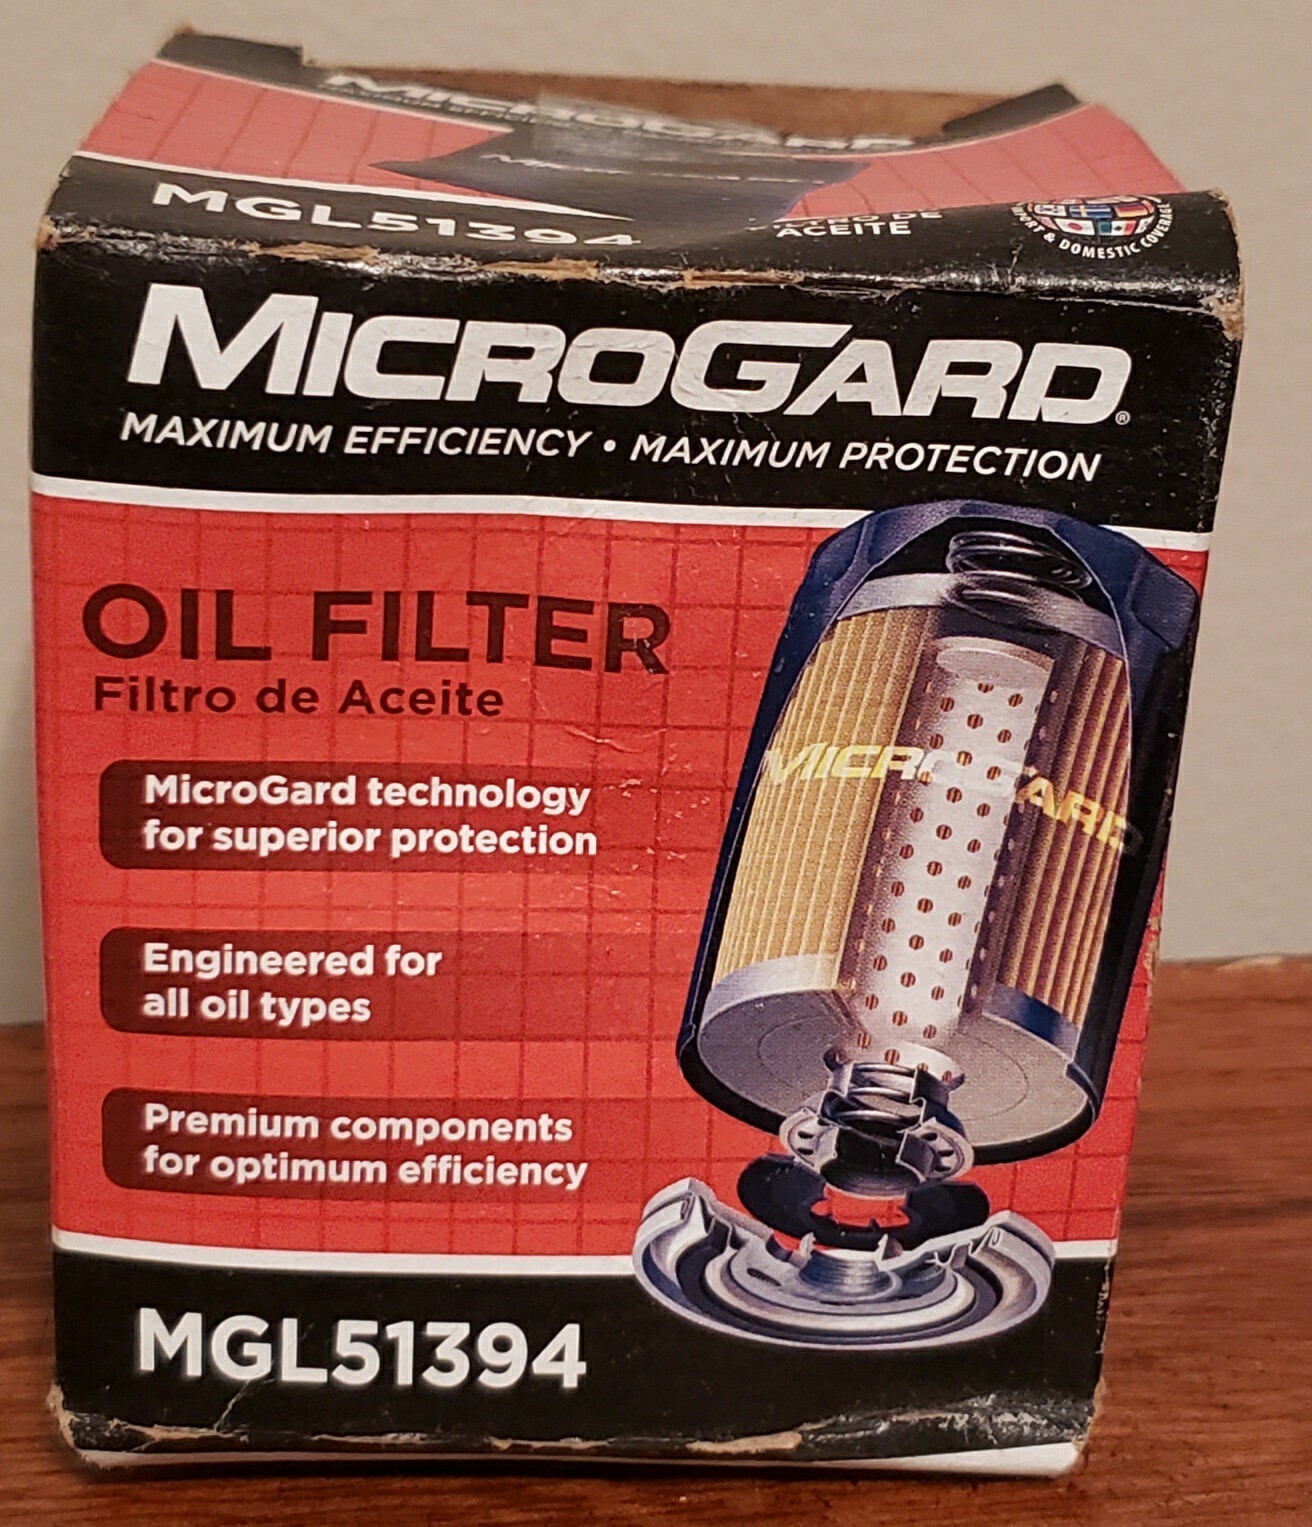 MICROGARD
MGL51394
ACEITE
IMPORT & DOMESTIC COVERAGE
MICROGARD®
MAXIMUM EFFICIENCY • MAXIMUM PROTECTION
OIL FILTER
Filtro de Aceite
MICROGARD
MicroGard technology
for superior protection
Engineered for
all oil types
Premium components
for optimum efficiency
MGL51394